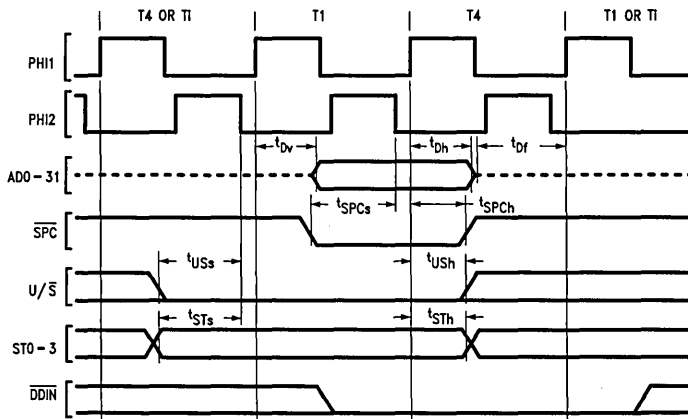 T4 OR Ti T1 T4 T1 OR Ti
PHI1
PHI2
tDv tDh tDf
AD0-31
tSPCs tSPCh
SPC
tUSs tUSh
U/S
tSTs tSTh
ST0-3
DDIN